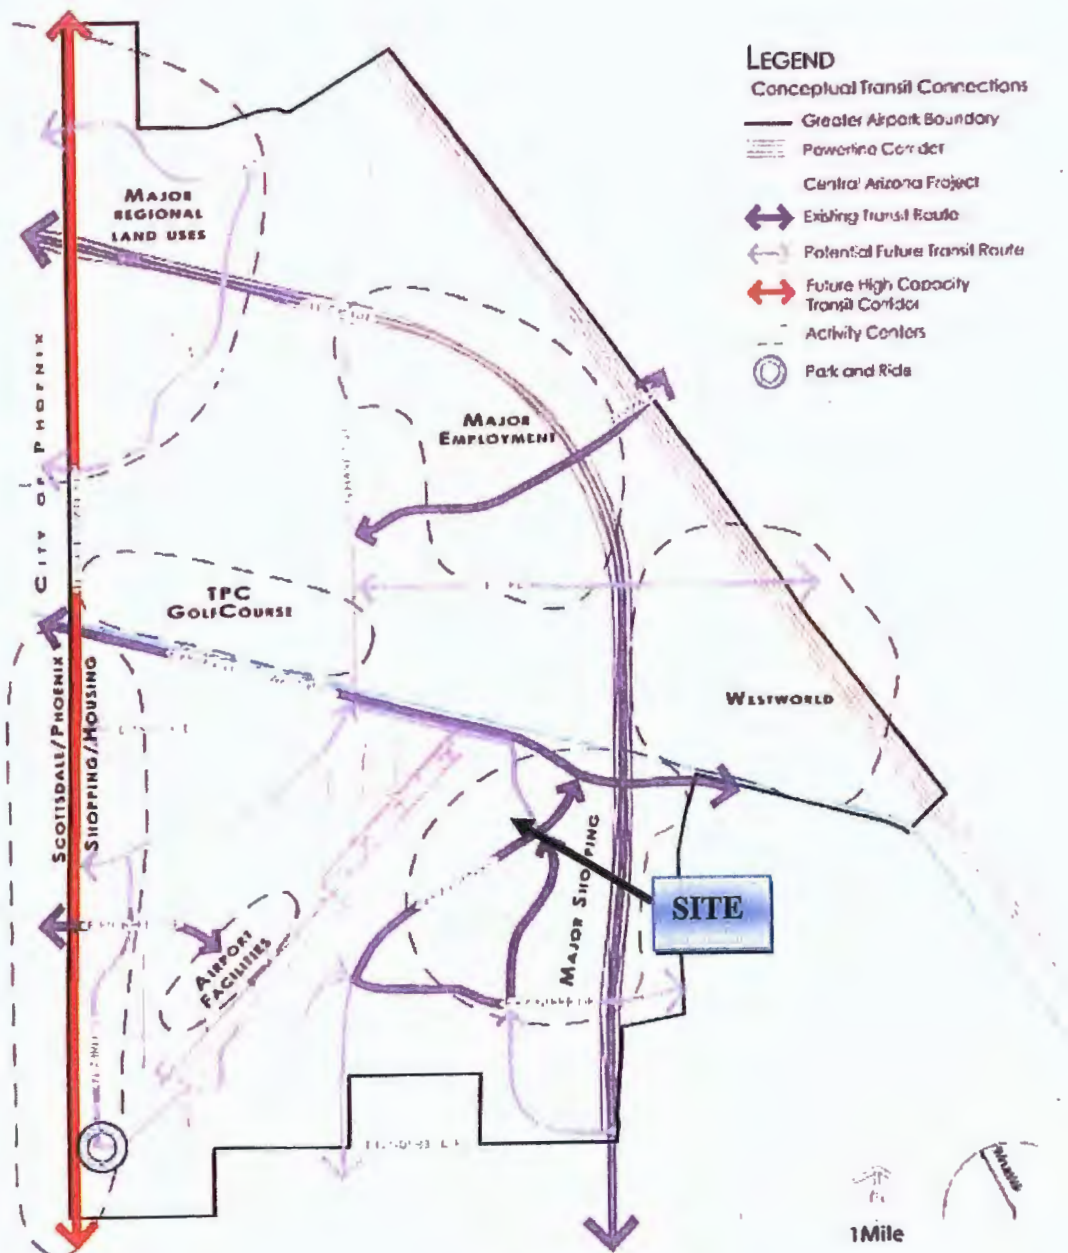 LEGEND
Conceptual Transit Connections
Greater Airpark Boundary
Powerline Corridor
Central Arizona Project
Existing Transit Route
Potential Future Transit Route
Future High Capacity
Transit Corridor
Activity Centers
Park and Ride
MAJOR
REGIONAL
LAND USES
CITY OF PHOENIX
MAJOR
EMPLOYMENT
TPC
GOLF COURSE
WESTWORLD
SCOTTSDALE/PHOENIX
SHOPPING/HOUSING
MAJOR SHOPPING
SITE
AIRPORT
FACILITIES
1Mile